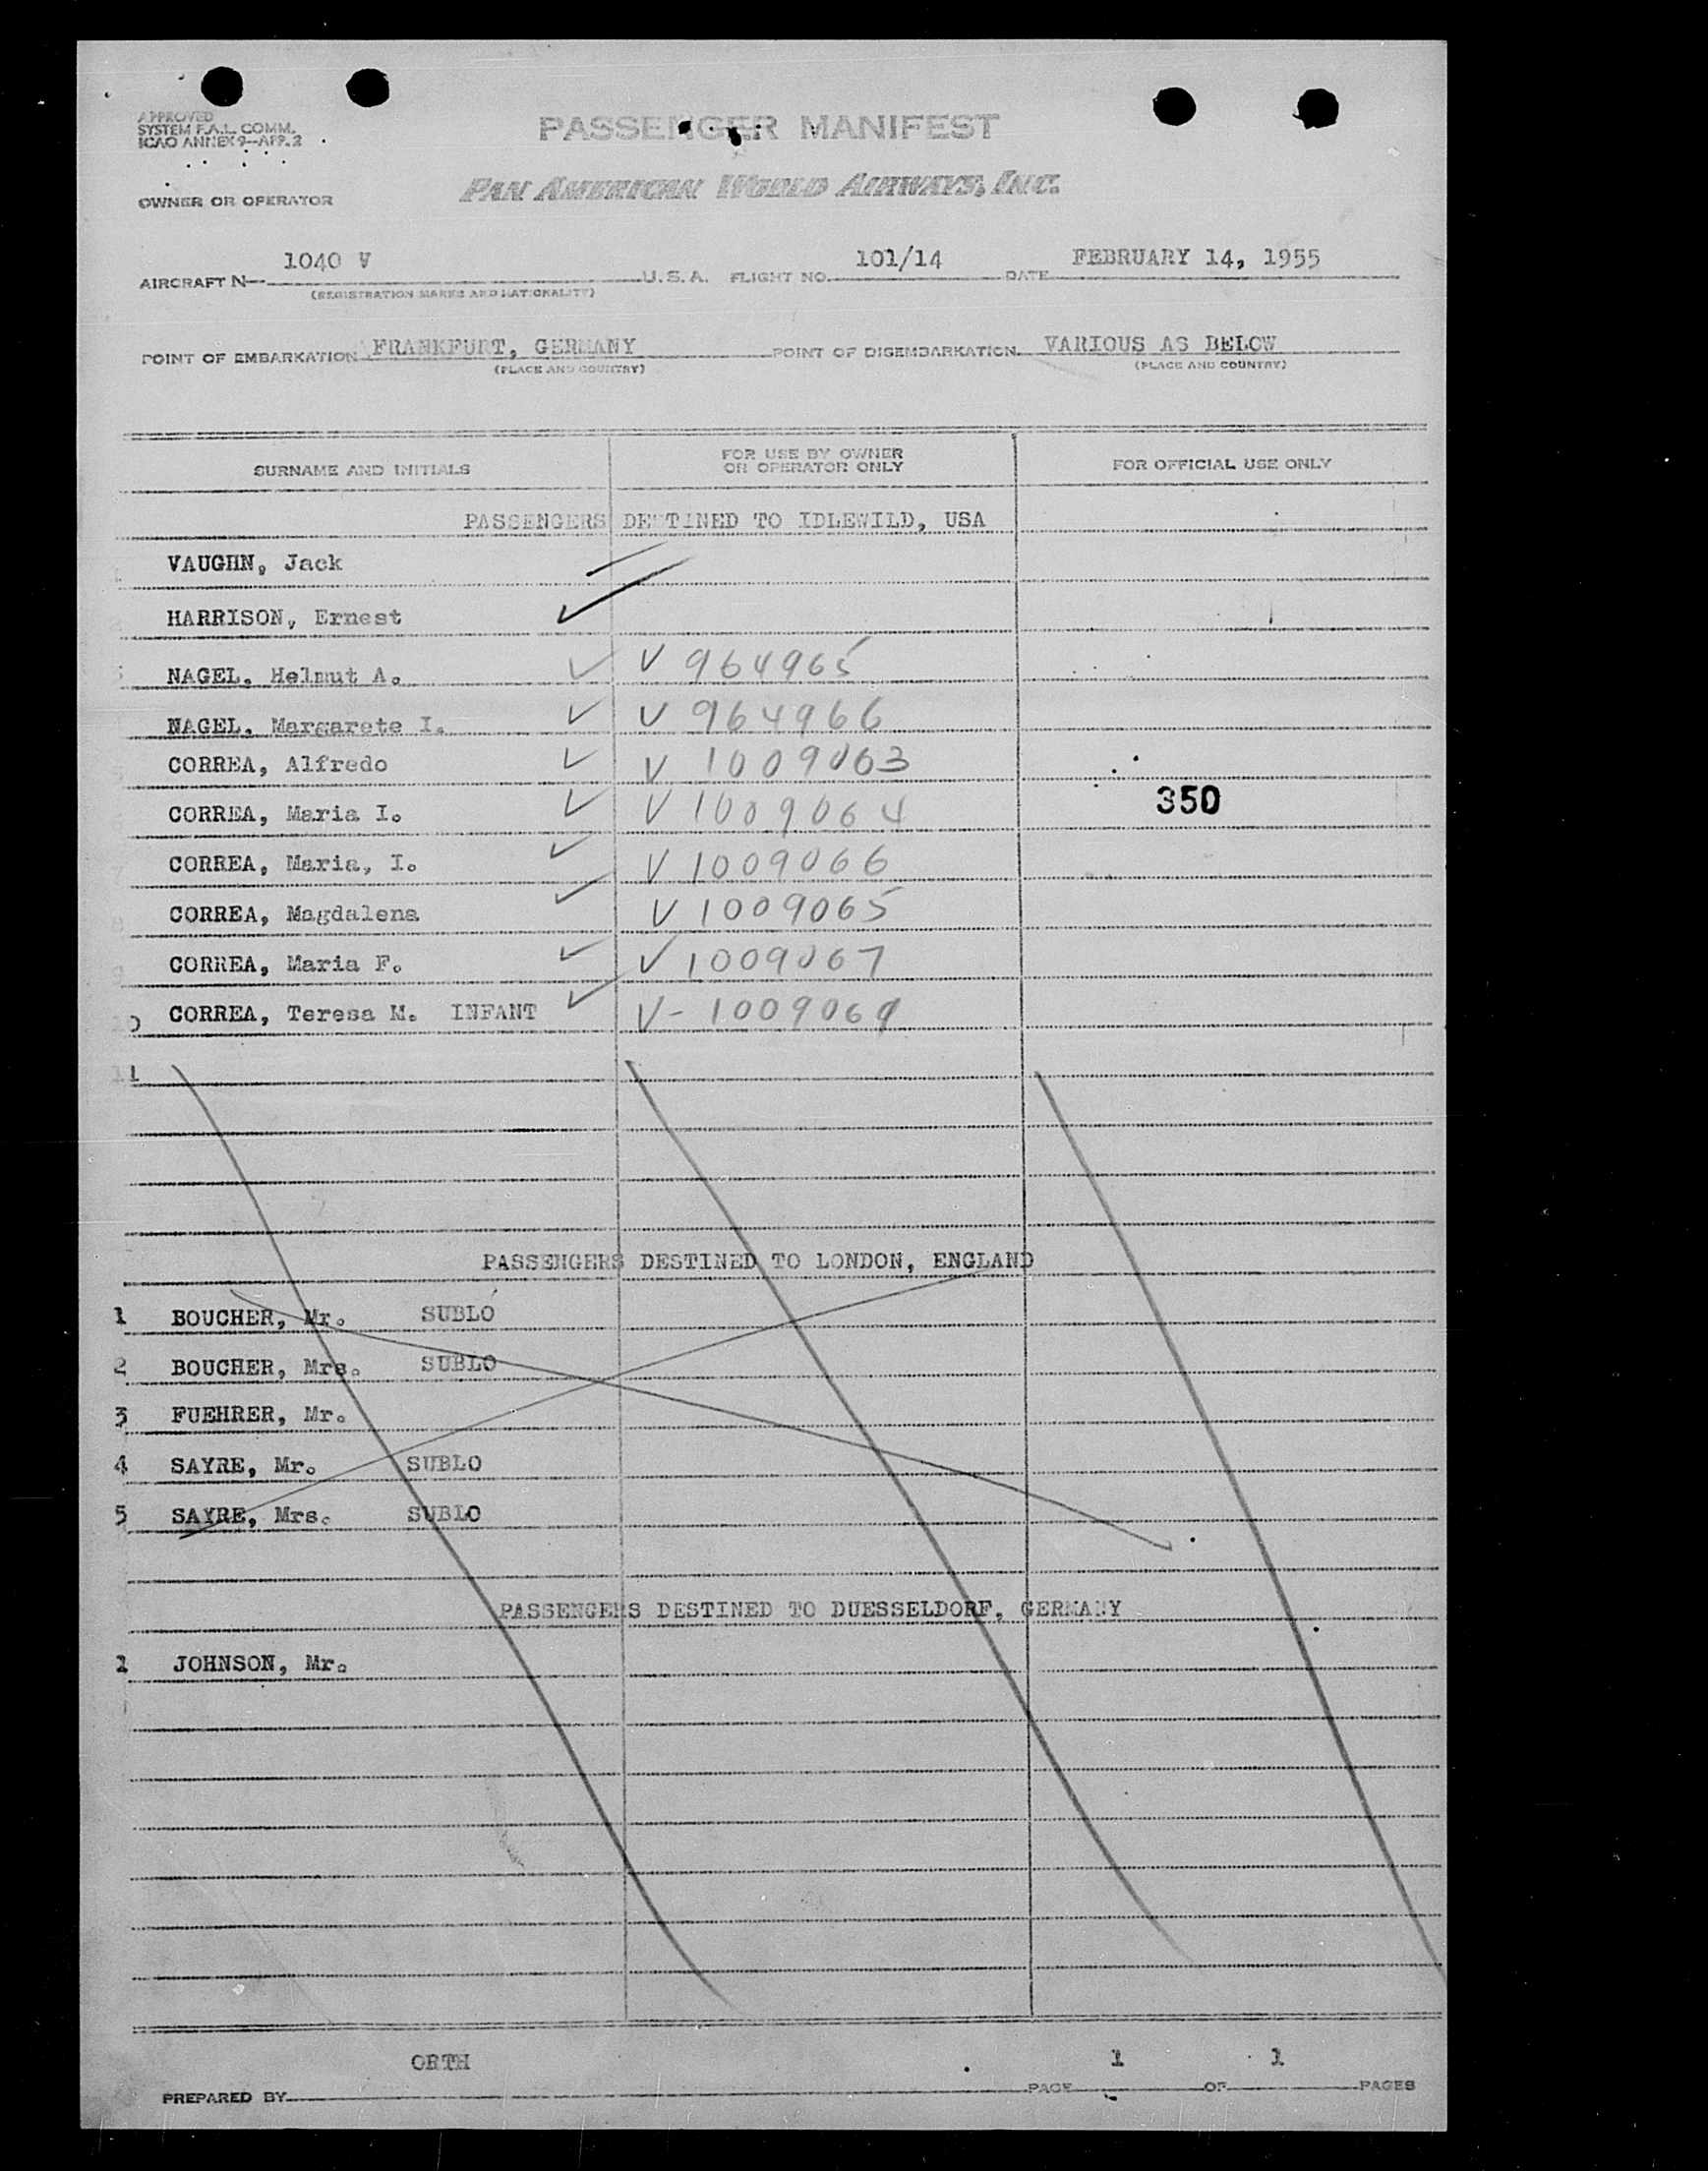 APPROVED
SYSTEM F.A.L. COMM.
ICAO ANNEX 9—APP. 2
PASSENGER MANIFEST
PAN AMERICAN WORLD AIRWAYS, INC.
OWNER OR OPERATOR
AIRCRAFT N— 1040 V U.S.A. FLIGHT NO. 101/14 DATE FEBRUARY 14, 1955
(REGISTRATION MARKS AND NATIONALITY)
POINT OF EMBARKATION FRANKFURT, GERMANY POINT OF DISEMBARKATION VARIOUS AS BELOW
(PLACE AND COUNTRY) (PLACE AND COUNTRY)
SURNAME AND INITIALS FOR USE BY OWNER OR OPERATOR ONLY FOR OFFICIAL USE ONLY
PASSENGERS DESTINED TO IDLEWILD, USA
VAUGHN, Jack
HARRISON, Ernest
NAGEL. Helmut A. V 964965
NAGEL. Margarete I. V 964966
CORREA, Alfredo V 1009063
CORREA, Maria I. V 1009064 350
CORREA, Maria, I. V 1009066
CORREA, Magdalena V 1009065
CORREA, Maria F. V 1009067
CORREA, Teresa M. INFANT V-
11
PASSENGERS DESTINED TO LONDON, ENGLAND
1 BOUCHER, Mr. SUBLO
2 BOUCHER, Mrs. SUBLO
3 FUEHRER, Mr.
4 SAYRE, Mr. SUBLO
5 SAYRE, Mrs. SUBLO
PASSENGERS DESTINED TO DUESSELDORF, GERMANY
1 JOHNSON, Mr.
PREPARED BY ORTH PAGE 1 OF 1 PAGES